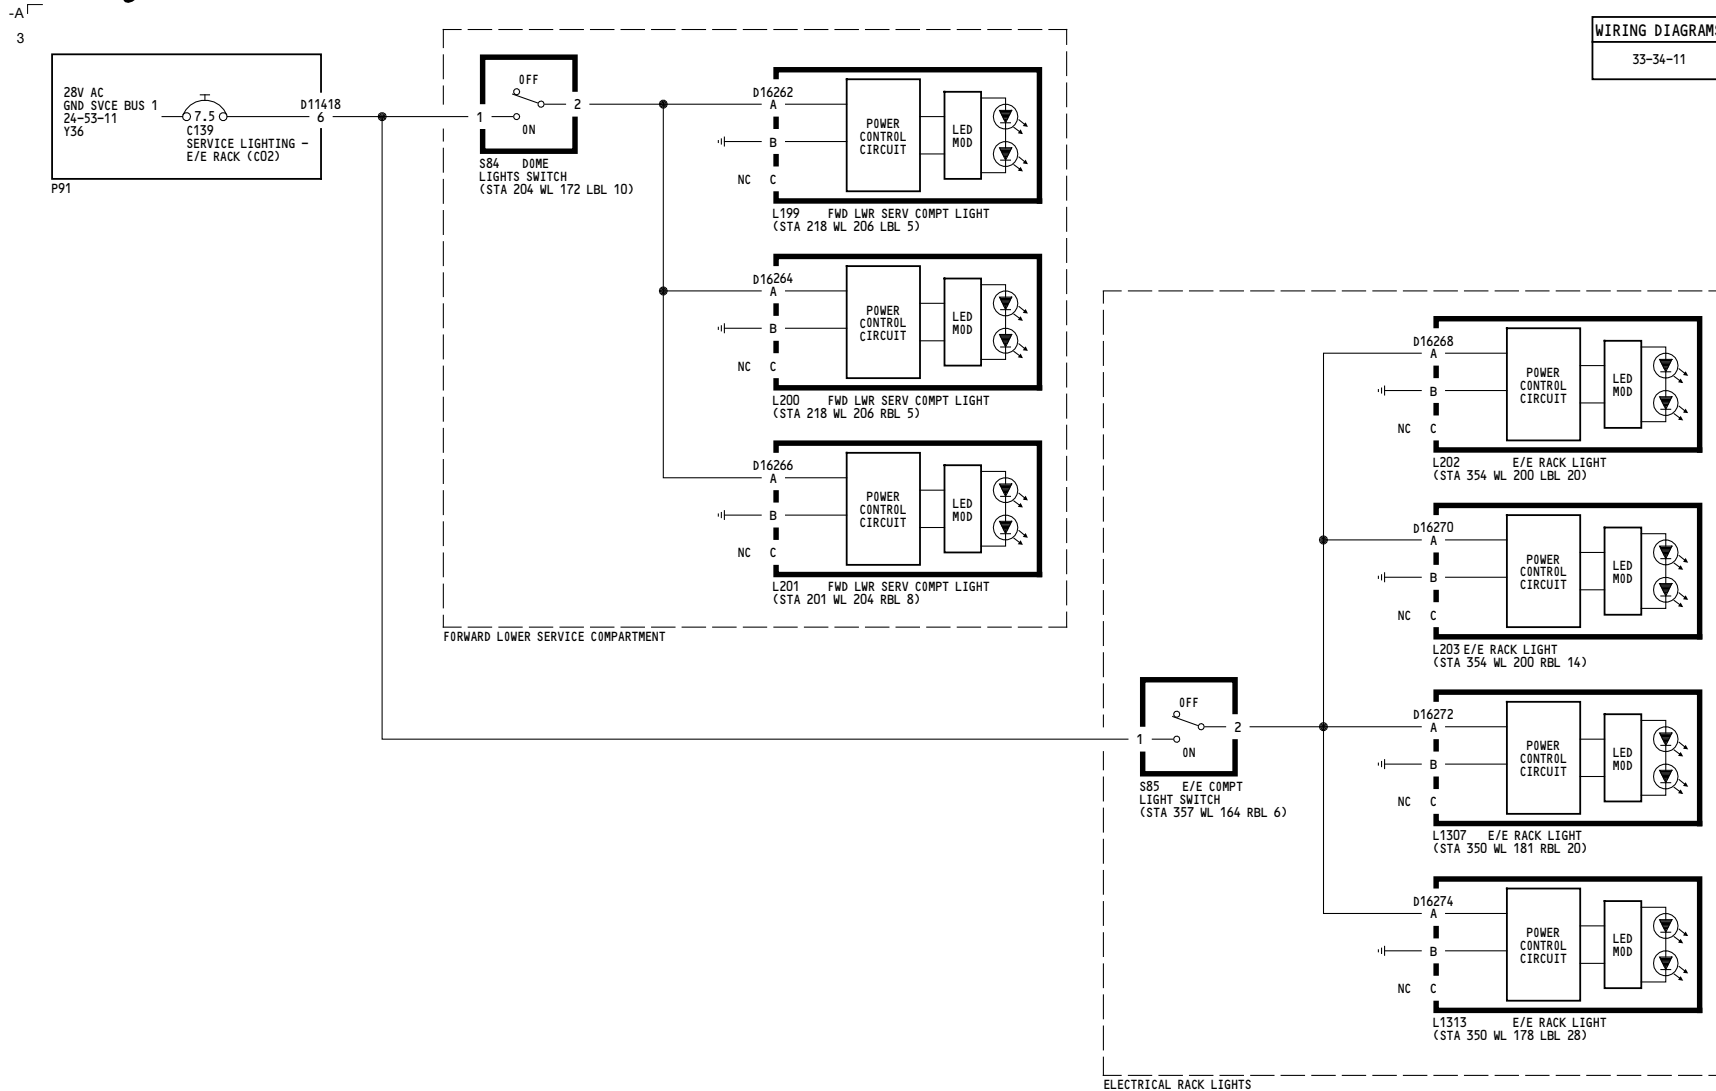 -A
3
WIRING DIAGRAMS
33-34-11
28V AC
GND SVCE BUS 1
24-53-11
Y36
7.5
C139
SERVICE LIGHTING -
E/E RACK (C02)
D11418
6
P91
OFF
1
2
ON
S84 DOME
LIGHTS SWITCH
(STA 204 WL 172 LBL 10)
D16262
A
B
NC C
POWER
CONTROL
CIRCUIT
LED
MOD
L199 FWD LWR SERV COMPT LIGHT
(STA 218 WL 206 LBL 5)
D16264
A
B
NC C
POWER
CONTROL
CIRCUIT
LED
MOD
L200 FWD LWR SERV COMPT LIGHT
(STA 218 WL 206 RBL 5)
D16266
A
B
NC C
POWER
CONTROL
CIRCUIT
LED
MOD
L201 FWD LWR SERV COMPT LIGHT
(STA 201 WL 204 RBL 8)
FORWARD LOWER SERVICE COMPARTMENT
OFF
1
2
ON
S85 E/E COMPT
LIGHT SWITCH
(STA 357 WL 164 RBL 6)
D16268
A
B
NC C
POWER
CONTROL
CIRCUIT
LED
MOD
L202 E/E RACK LIGHT
(STA 354 WL 200 LBL 20)
D16270
A
B
NC C
POWER
CONTROL
CIRCUIT
LED
MOD
L203 E/E RACK LIGHT
(STA 354 WL 200 RBL 14)
D16272
A
B
NC C
POWER
CONTROL
CIRCUIT
LED
MOD
L1307 E/E RACK LIGHT
(STA 350 WL 181 RBL 20)
D16274
A
B
NC C
POWER
CONTROL
CIRCUIT
LED
MOD
L1313 E/E RACK LIGHT
(STA 350 WL 178 LBL 28)
ELECTRICAL RACK LIGHTS